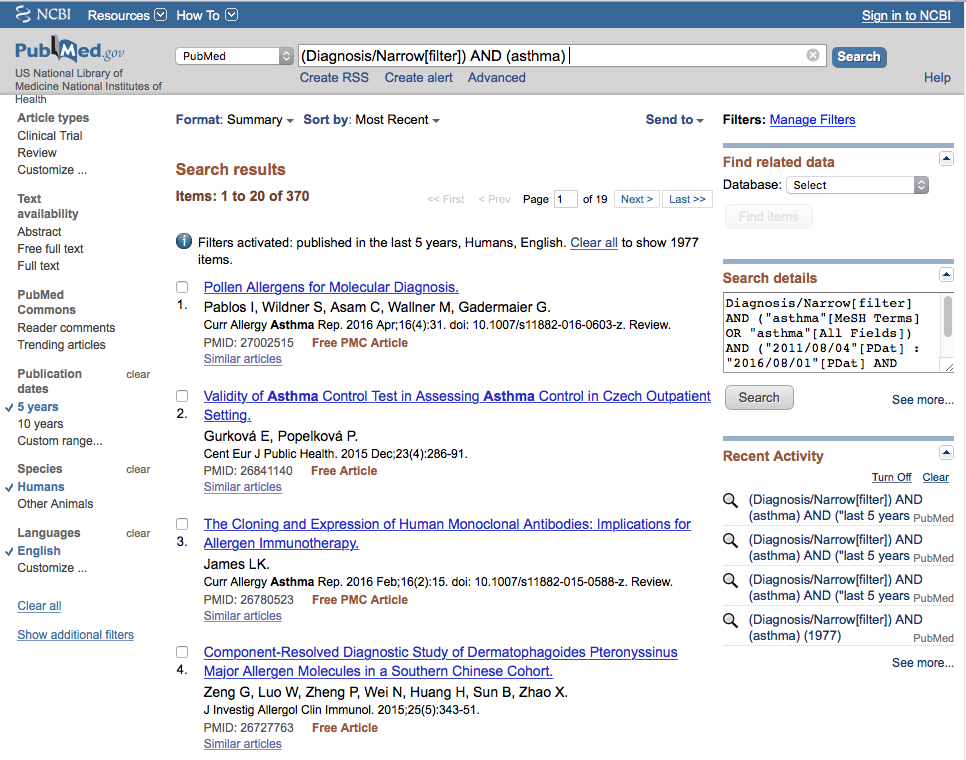 NCBI Resources How To Sign in to NCBI
PubMed.gov
US National Library of
Medicine National Institutes of
Health
PubMed
(Diagnosis/Narrow[filter]) AND (asthma)
Search
Create RSS Create alert Advanced
Help
Article types
Clinical Trial
Review
Customize ...
Text
availability
Abstract
Free full text
Full text
PubMed
Commons
Reader comments
Trending articles
Publication clear
dates
5 years
10 years
Custom range...
Species clear
Humans
Other Animals
Languages clear
English
Customize ...
Clear all
Show additional filters
Format: Summary Sort by: Most Recent Send to
Search results
Items: 1 to 20 of 370
<< First < Prev Page 1 of 19 Next > Last >>
Filters activated: published in the last 5 years, Humans, English. Clear all to show 1977
items.
Pollen Allergens for Molecular Diagnosis.
1. Pablos I, Wildner S, Asam C, Wallner M, Gadermaier G.
Curr Allergy Asthma Rep. 2016 Apr;16(4):31. doi: 10.1007/s11882-016-0603-z. Review.
PMID: 27002515 Free PMC Article
Similar articles
Validity of Asthma Control Test in Assessing Asthma Control in Czech Outpatient
2. Setting.
Gurková E, Popelková P.
Cent Eur J Public Health. 2015 Dec;23(4):286-91.
PMID: 26841140 Free Article
Similar articles
The Cloning and Expression of Human Monoclonal Antibodies: Implications for
3. Allergen Immunotherapy.
James LK.
Curr Allergy Asthma Rep. 2016 Feb;16(2):15. doi: 10.1007/s11882-015-0588-z. Review.
PMID: 26780523 Free PMC Article
Similar articles
Component-Resolved Diagnostic Study of Dermatophagoides Pteronyssinus
4. Major Allergen Molecules in a Southern Chinese Cohort.
Zeng G, Luo W, Zheng P, Wei N, Huang H, Sun B, Zhao X.
J Investig Allergol Clin Immunol. 2015;25(5):343-51.
PMID: 26727763 Free Article
Similar articles
Filters: Manage Filters
Find related data
Database: Select
Find items
Search details
Diagnosis/Narrow[filter]
AND ("asthma"[MeSH Terms]
OR "asthma"[All Fields])
AND ("2011/08/04"[PDat] :
"2016/08/01"[PDat] AND
Search
See more...
Recent Activity
Turn Off Clear
(Diagnosis/Narrow[filter]) AND
(asthma) AND ("last 5 years PubMed
(Diagnosis/Narrow[filter]) AND
(asthma) AND ("last 5 years PubMed
(Diagnosis/Narrow[filter]) AND
(asthma) AND ("last 5 years PubMed
(Diagnosis/Narrow[filter]) AND
(asthma) (1977) PubMed
See more...